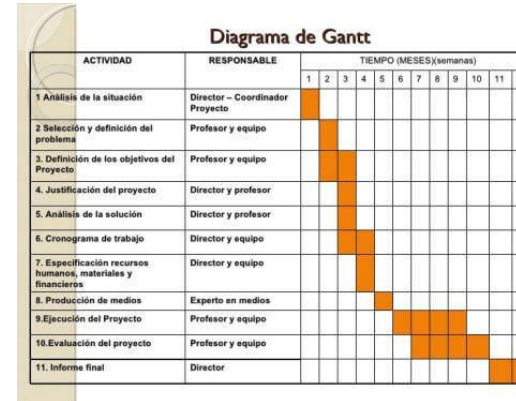 Diagrama de Gantt
ACTIVIDAD RESPONSABLE TIEMPO (MESES)(semanas)
1 2 3 4 5 6 7 8 9 10 11
1 Análisis de la situación Director – Coordinador
Proyecto
2 Selección y definición del Profesor y equipo
problema
3. Definición de los objetivos del Profesor y equipo
Proyecto
4. Justificación del proyecto Director y profesor
5. Análisis de la solución Director y profesor
6. Cronograma de trabajo Director y equipo
7. Especificación recursos Director y equipo
humanos, materiales y
financieros
8. Producción de medios Experto en medios
9.Ejecución del Proyecto Profesor y equipo
10.Evaluación del proyecto Profesor y equipo
11. Informe final Director